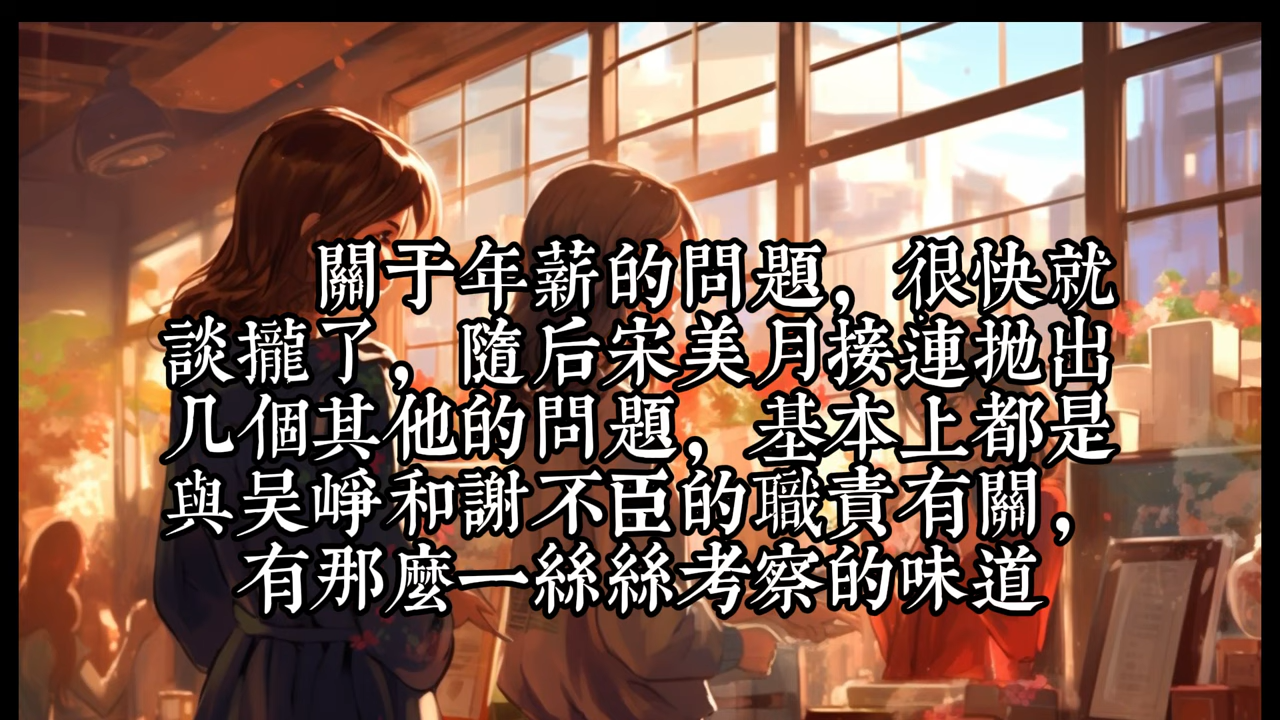 關于年薪的問題，很快就
談攏了，隨后宋美月接連拋出
几個其他的問題，基本上都是
與吴崢和謝不臣的職責有關，
有那麼一絲絲考察的味道